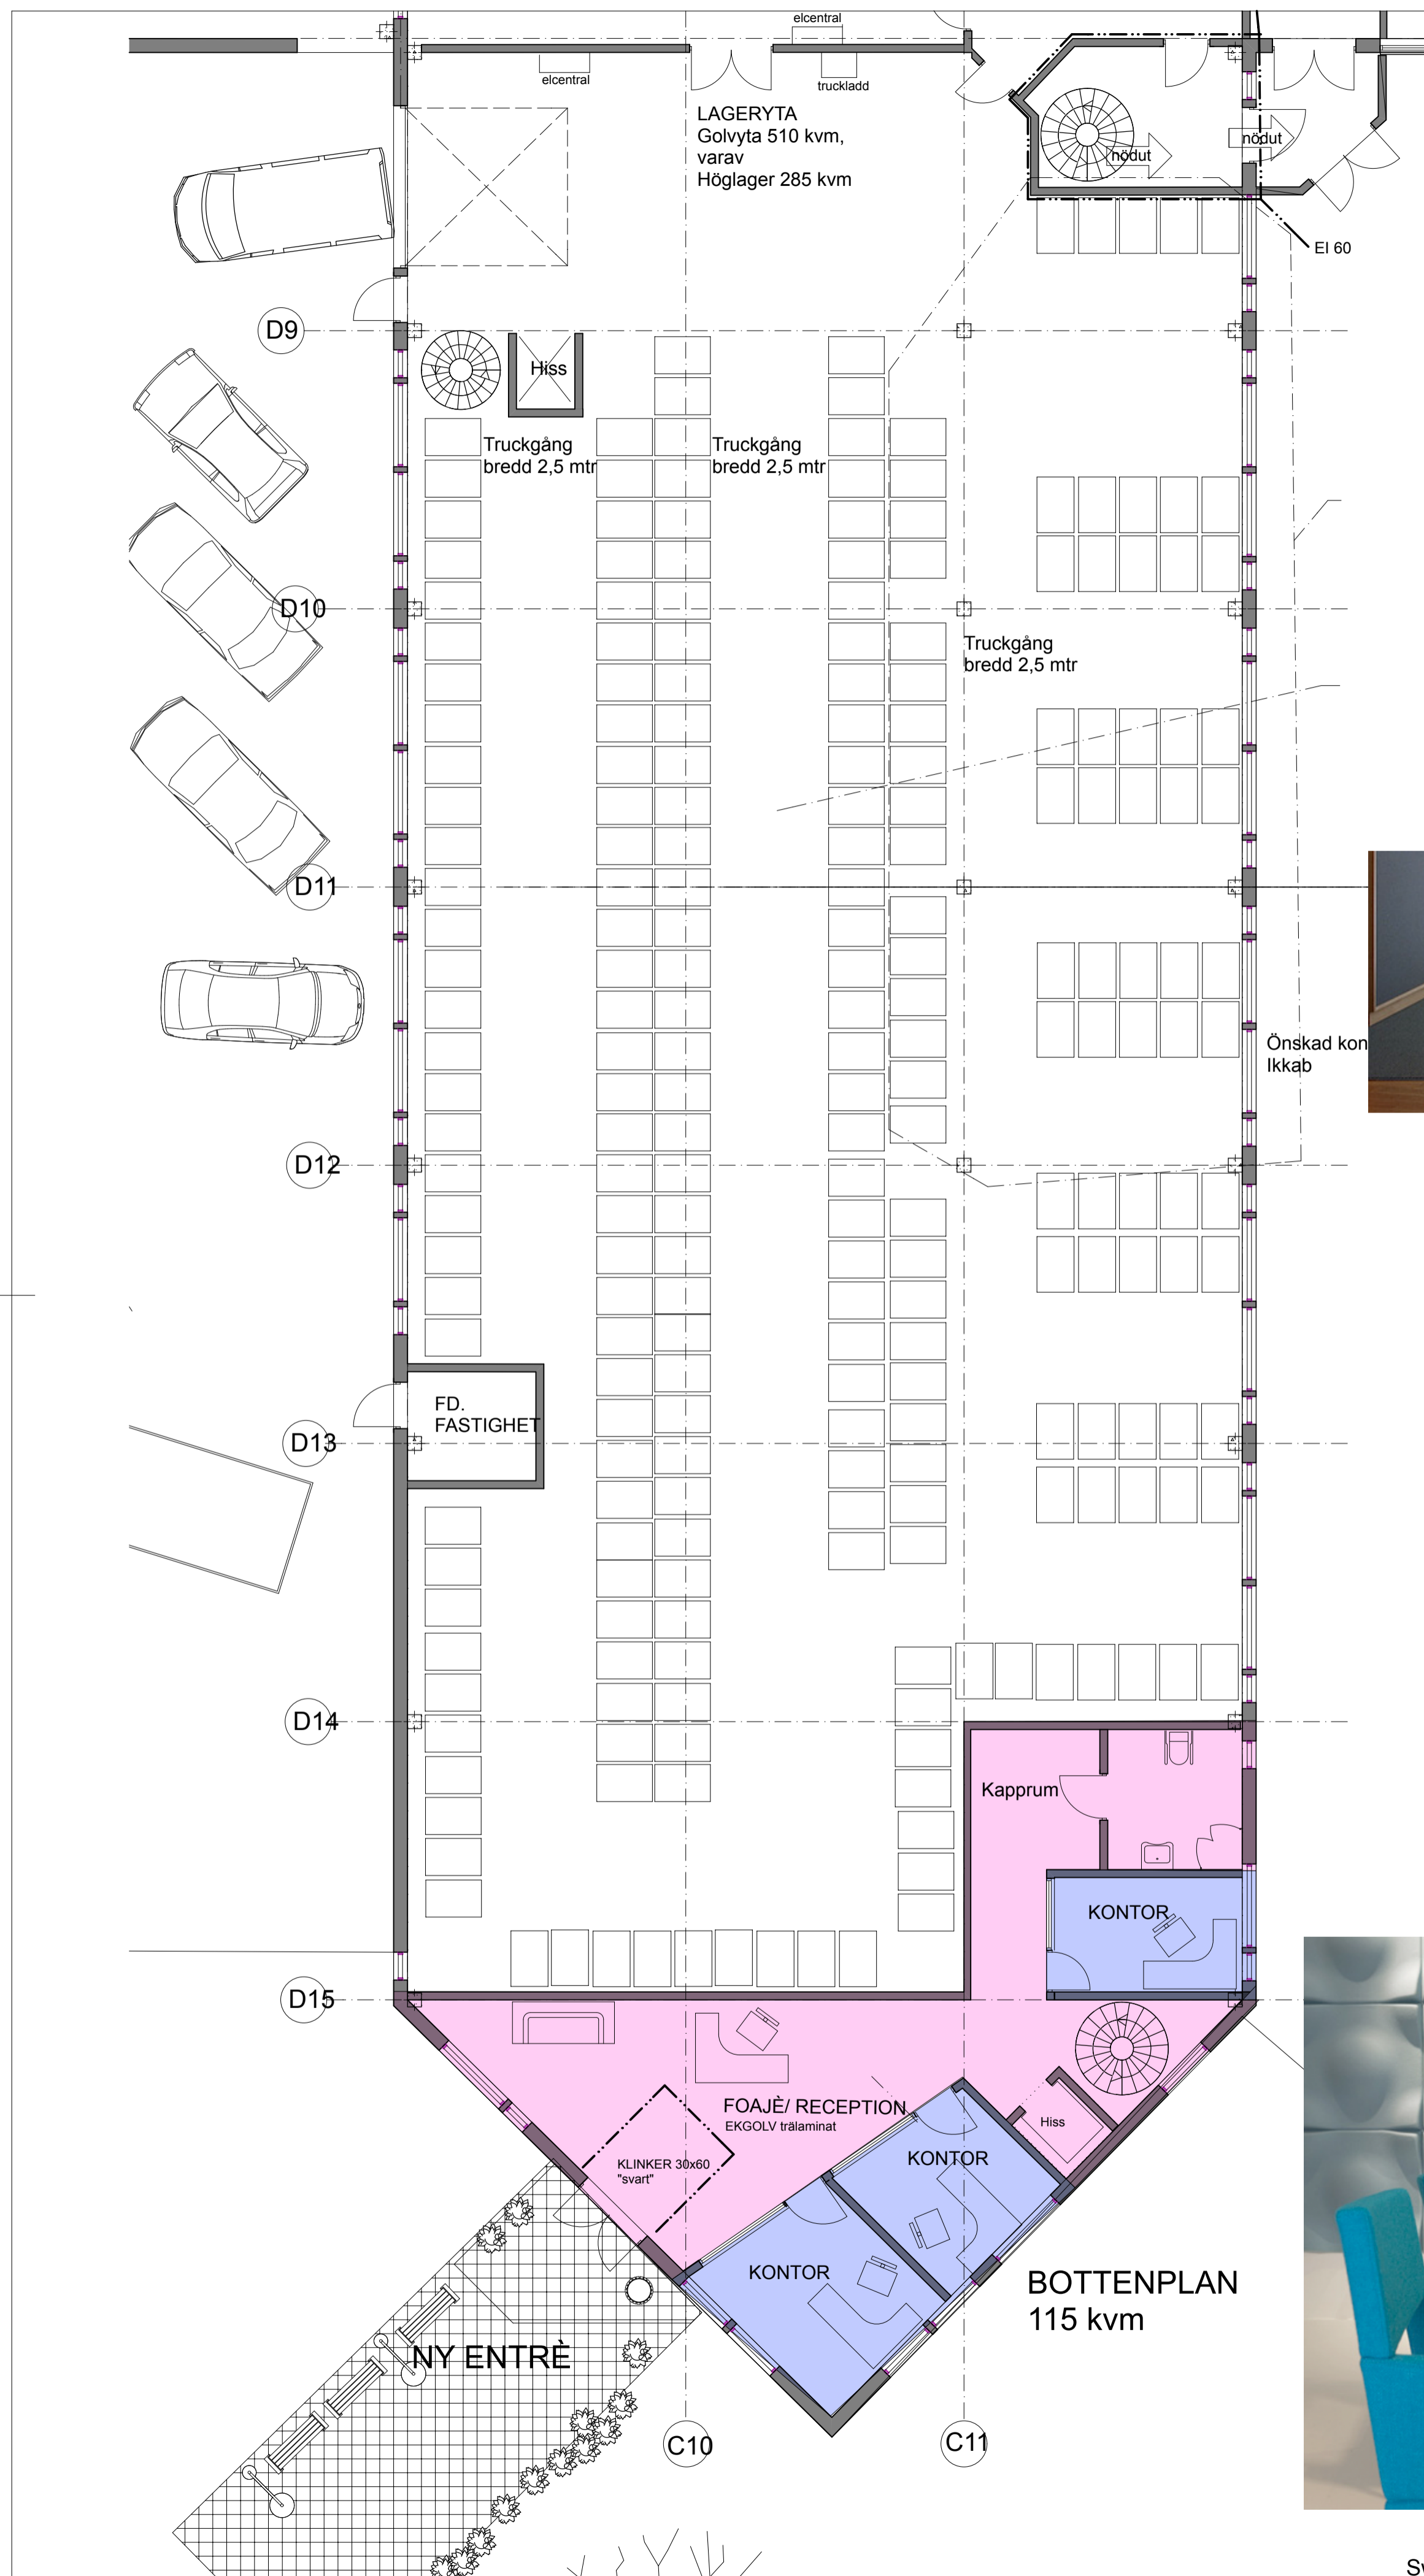 elcentral
elcentral
truckladd
LAGERYTA
Golvyta 510 kvm,
varav
Höglager 285 kvm
nödut
nödut
EI 60
D9
Hiss
Truckgång
bredd 2,5 mtr
Truckgång
bredd 2,5 mtr
D10
Truckgång
bredd 2,5 mtr
D11
Önskad kon
Ikkab
D12
FD.
FASTIGHET
D13
D14
Kapprum
KONTOR
D15
FOAJÈ/ RECEPTION
EKGOLV trälaminat
Hiss
KONTOR
KLINKER 30x60
"svart"
KONTOR
BOTTENPLAN
115 kvm
NY ENTRÈ
C10
C11